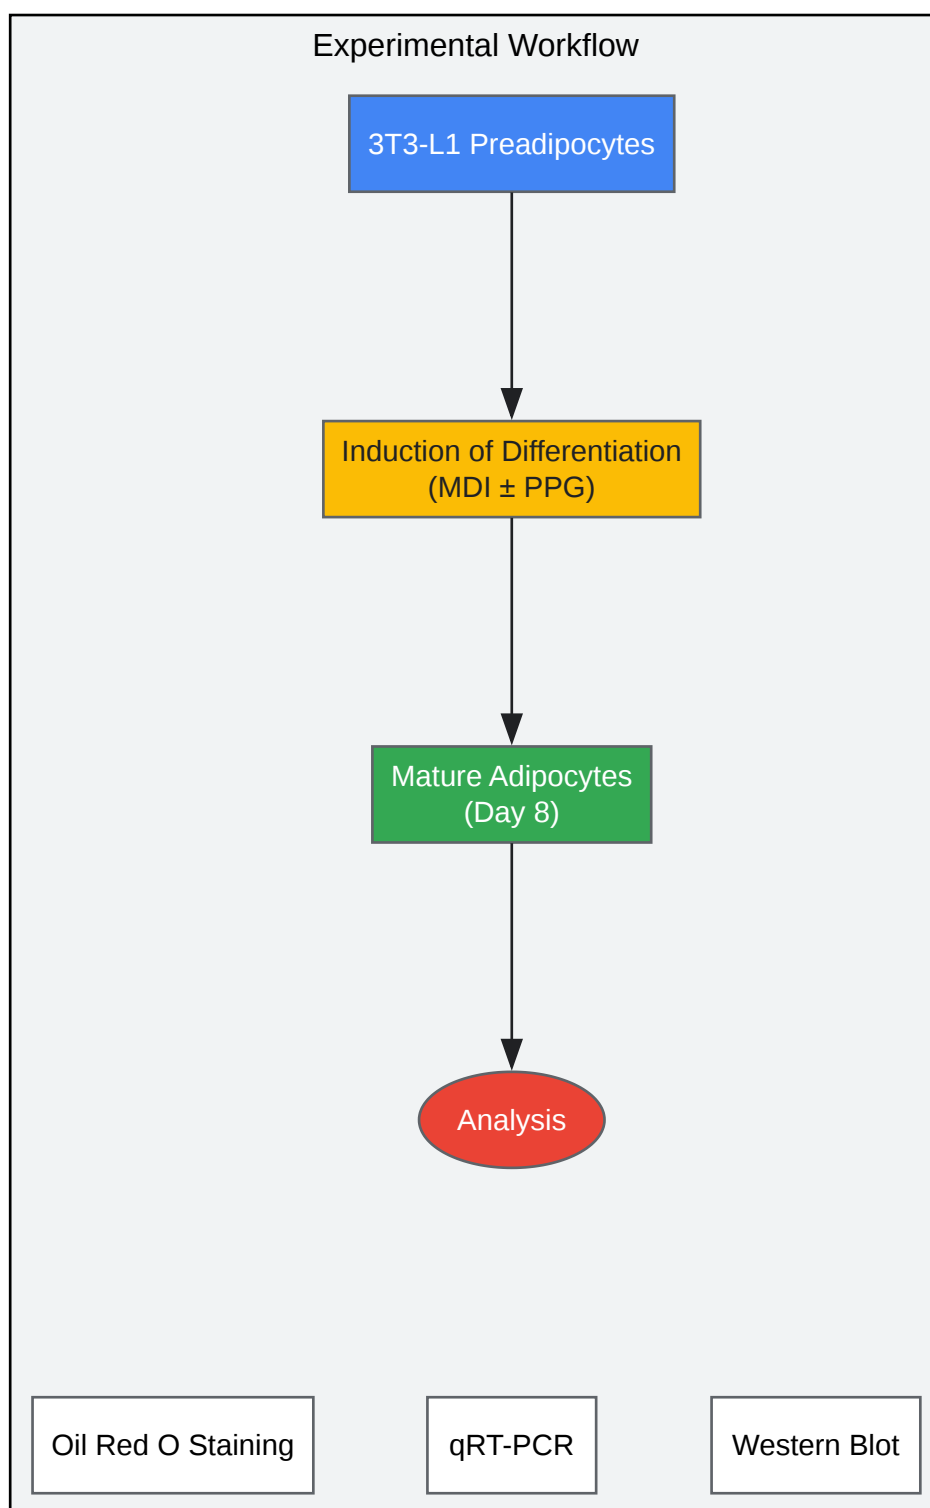 Experimental Workflow
3T3-L1 Preadipocytes
Induction of Differentiation
(MDI ± PPG)
Mature Adipocytes
(Day 8)
Analysis
Oil Red O Staining
qRT-PCR
Western Blot